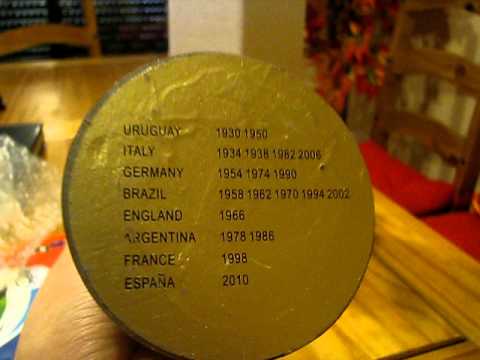 URUGUAY 1930 1950
ITALY 1934 1938 1982 2006
GERMANY 1954 1974 1990
BRAZIL 1958 1962 1970 1994 2002
ENGLAND 1966
ARGENTINA 1978 1986
FRANCE 1998
ESPAÑA 2010